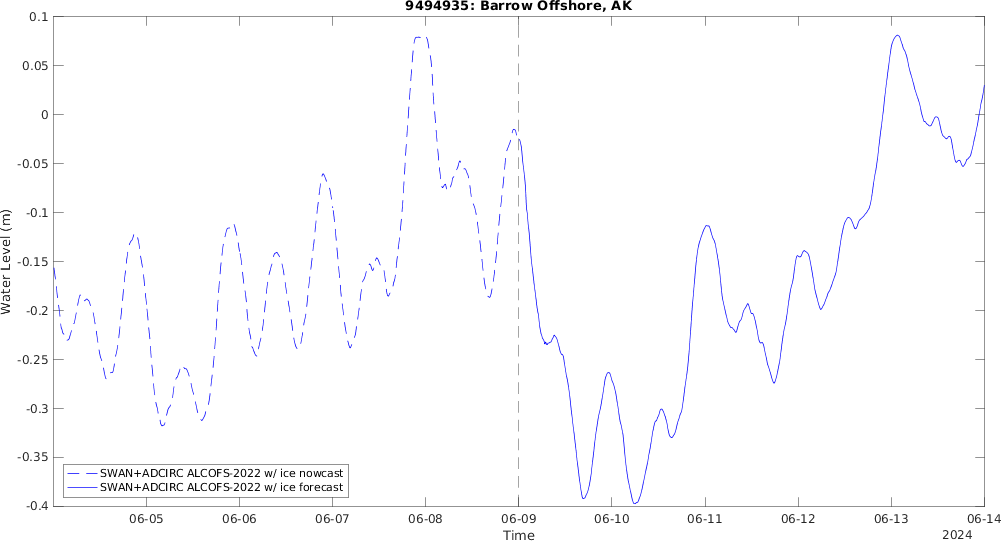 9494935: Barrow Offshore, AK
0.1
0.05
0
-0.05
-0.1
-0.15
-0.2
-0.25
-0.3
-0.35
-0.4
Water Level (m)
SWAN+ADCIRC ALCOFS-2022 w/ ice nowcast
SWAN+ADCIRC ALCOFS-2022 w/ ice forecast
06-05 06-06 06-07 06-08 06-09 06-10 06-11 06-12 06-13 06-14
Time
2024